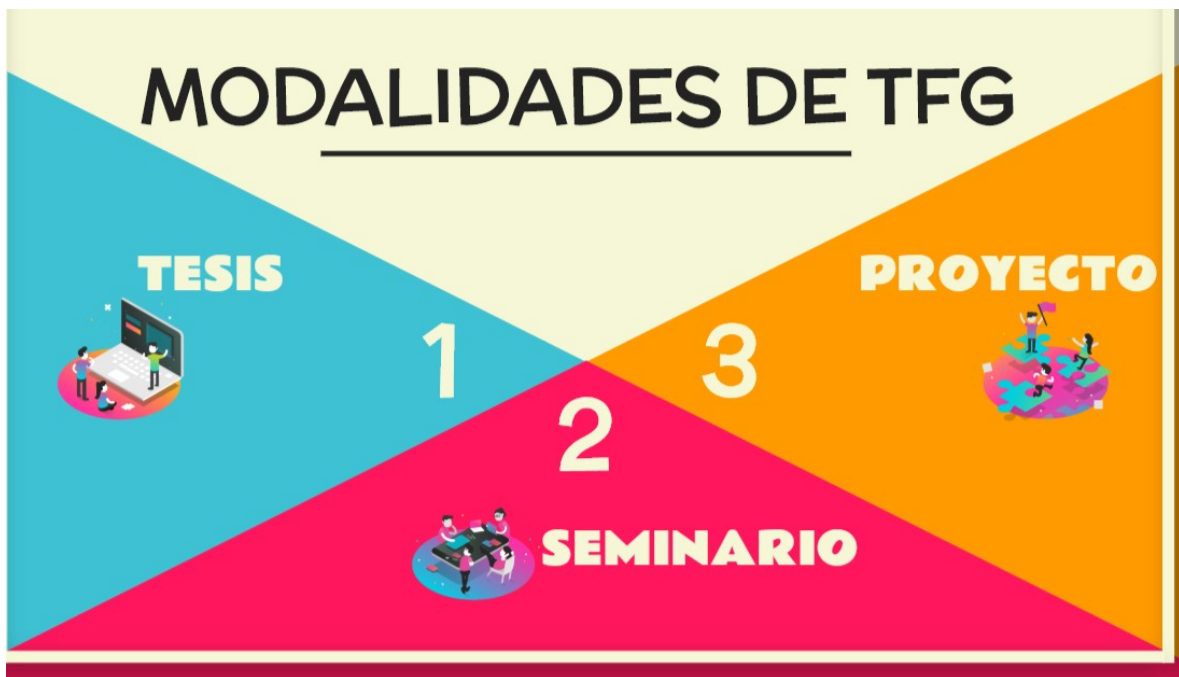 MODALIDADES DE TFG
TESIS
1
2
SEMINARIO
3
PROYECTO